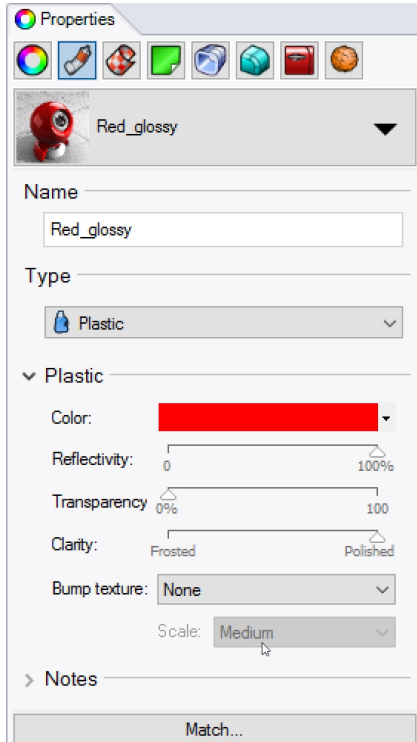 Properties
Red_glossy
Name
Red_glossy
Type
Plastic
Plastic
Color:
Reflectivity: 0 100%
Transparency 0% 100
Clarity: Frosted Polished
Bump texture: None
Scale: Medium
Notes
Match...